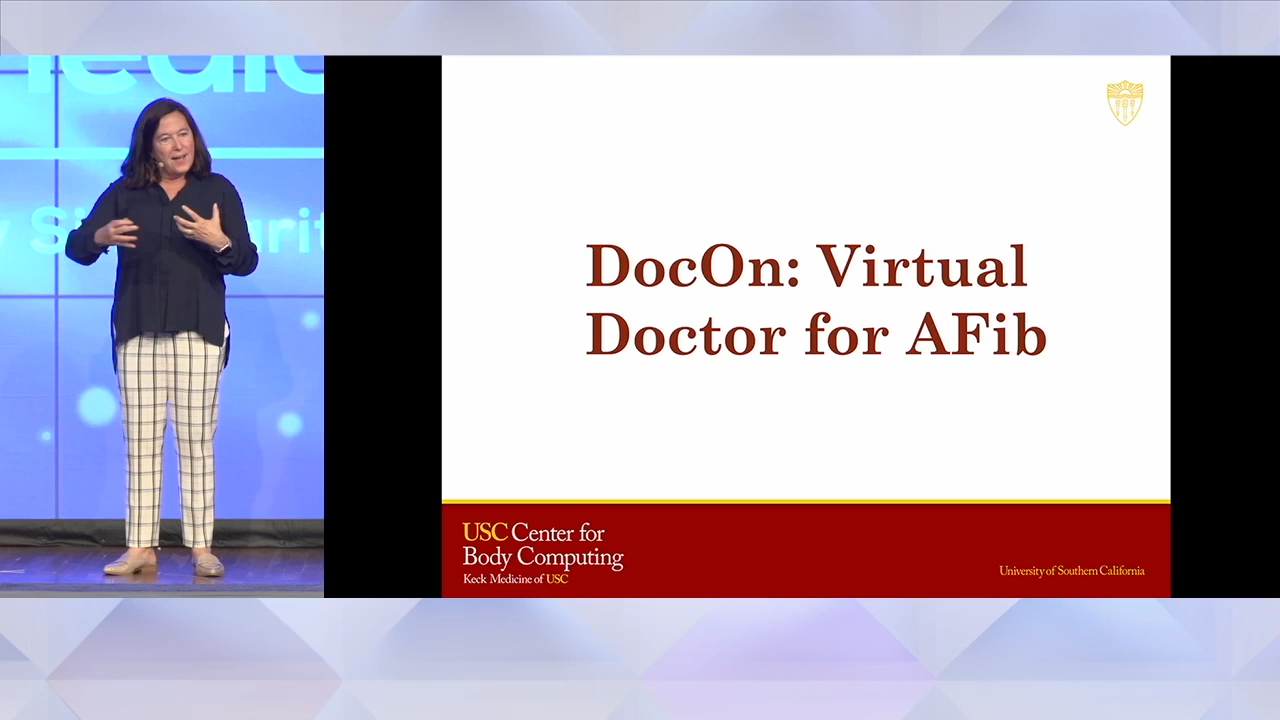 DocOn: Virtual
Doctor for AFib
USC Center for
Body Computing
Keck Medicine of USC
University of Southern California